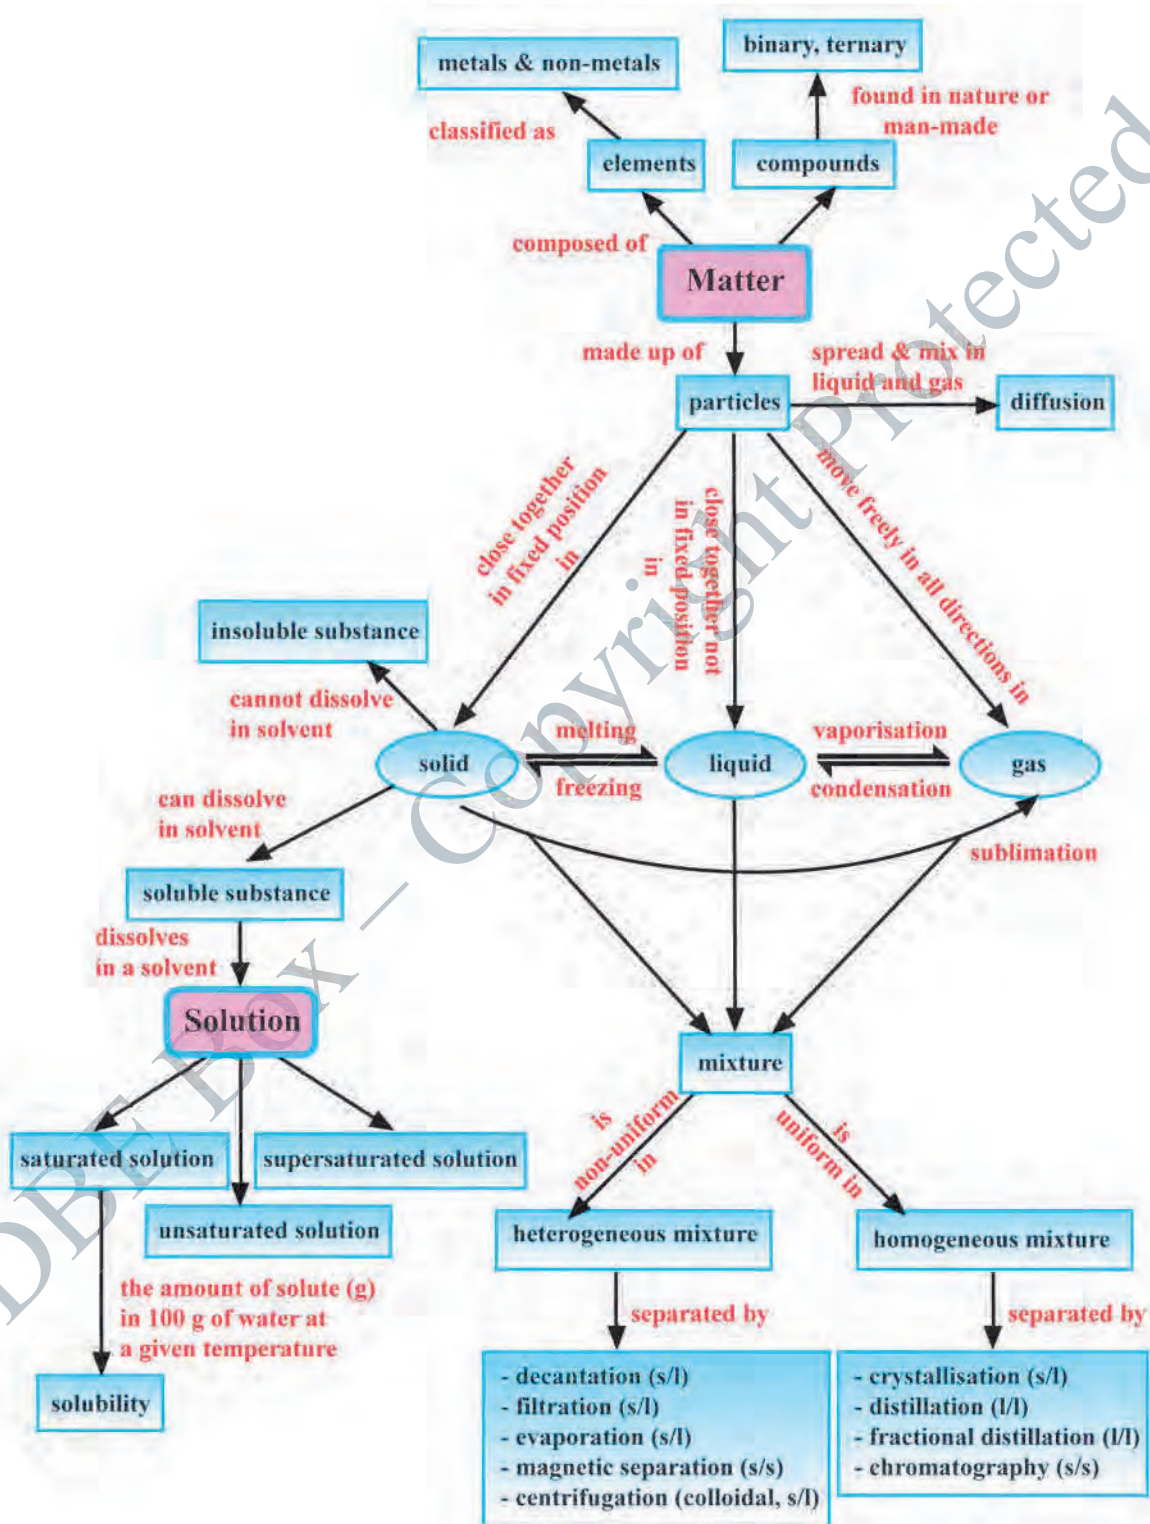 binary, ternary
metals & non-metals
found in nature or
man-made
classified as
elements
compounds
composed of
Matter
made up of
spread & mix in
liquid and gas
particles
diffusion
close together
in fixed position
in
close together not
in fixed position
in
move freely in all directions in
insoluble substance
cannot dissolve
in solvent
solid
melting
freezing
liquid
vaporisation
condensation
gas
can dissolve
in solvent
sublimation
soluble substance
dissolves
in a solvent
Solution
mixture
is
non-uniform
in
is
uniform in
saturated solution
supersaturated solution
unsaturated solution
heterogeneous mixture
homogeneous mixture
the amount of solute (g)
in 100 g of water at
a given temperature
separated by
separated by
solubility
- decantation (s/l)
- filtration (s/l)
- evaporation (s/l)
- magnetic separation (s/s)
- centrifugation (colloidal, s/l)
- crystallisation (s/l)
- distillation (l/l)
- fractional distillation (l/l)
- chromatography (s/s)
DBE Box – Copyright Protected